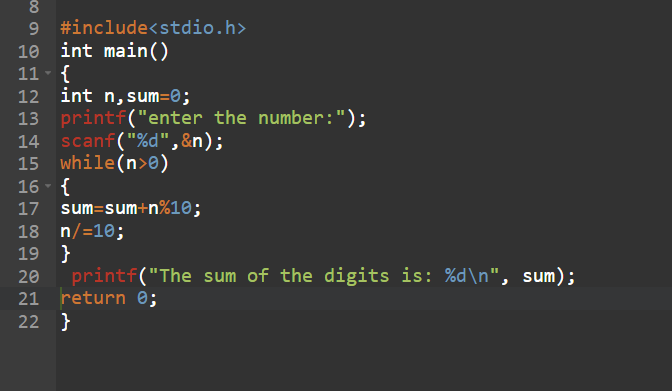 8
9 #include<stdio.h>
10 int main()
11 {
12 int n,sum=0;
13 printf("enter the number:");
14 scanf("%d",&n);
15 while(n>0)
16 {
17 sum=sum+n%10;
18 n/=10;
19 }
20  printf("The sum of the digits is: %d\n", sum);
21 return 0;
22 }